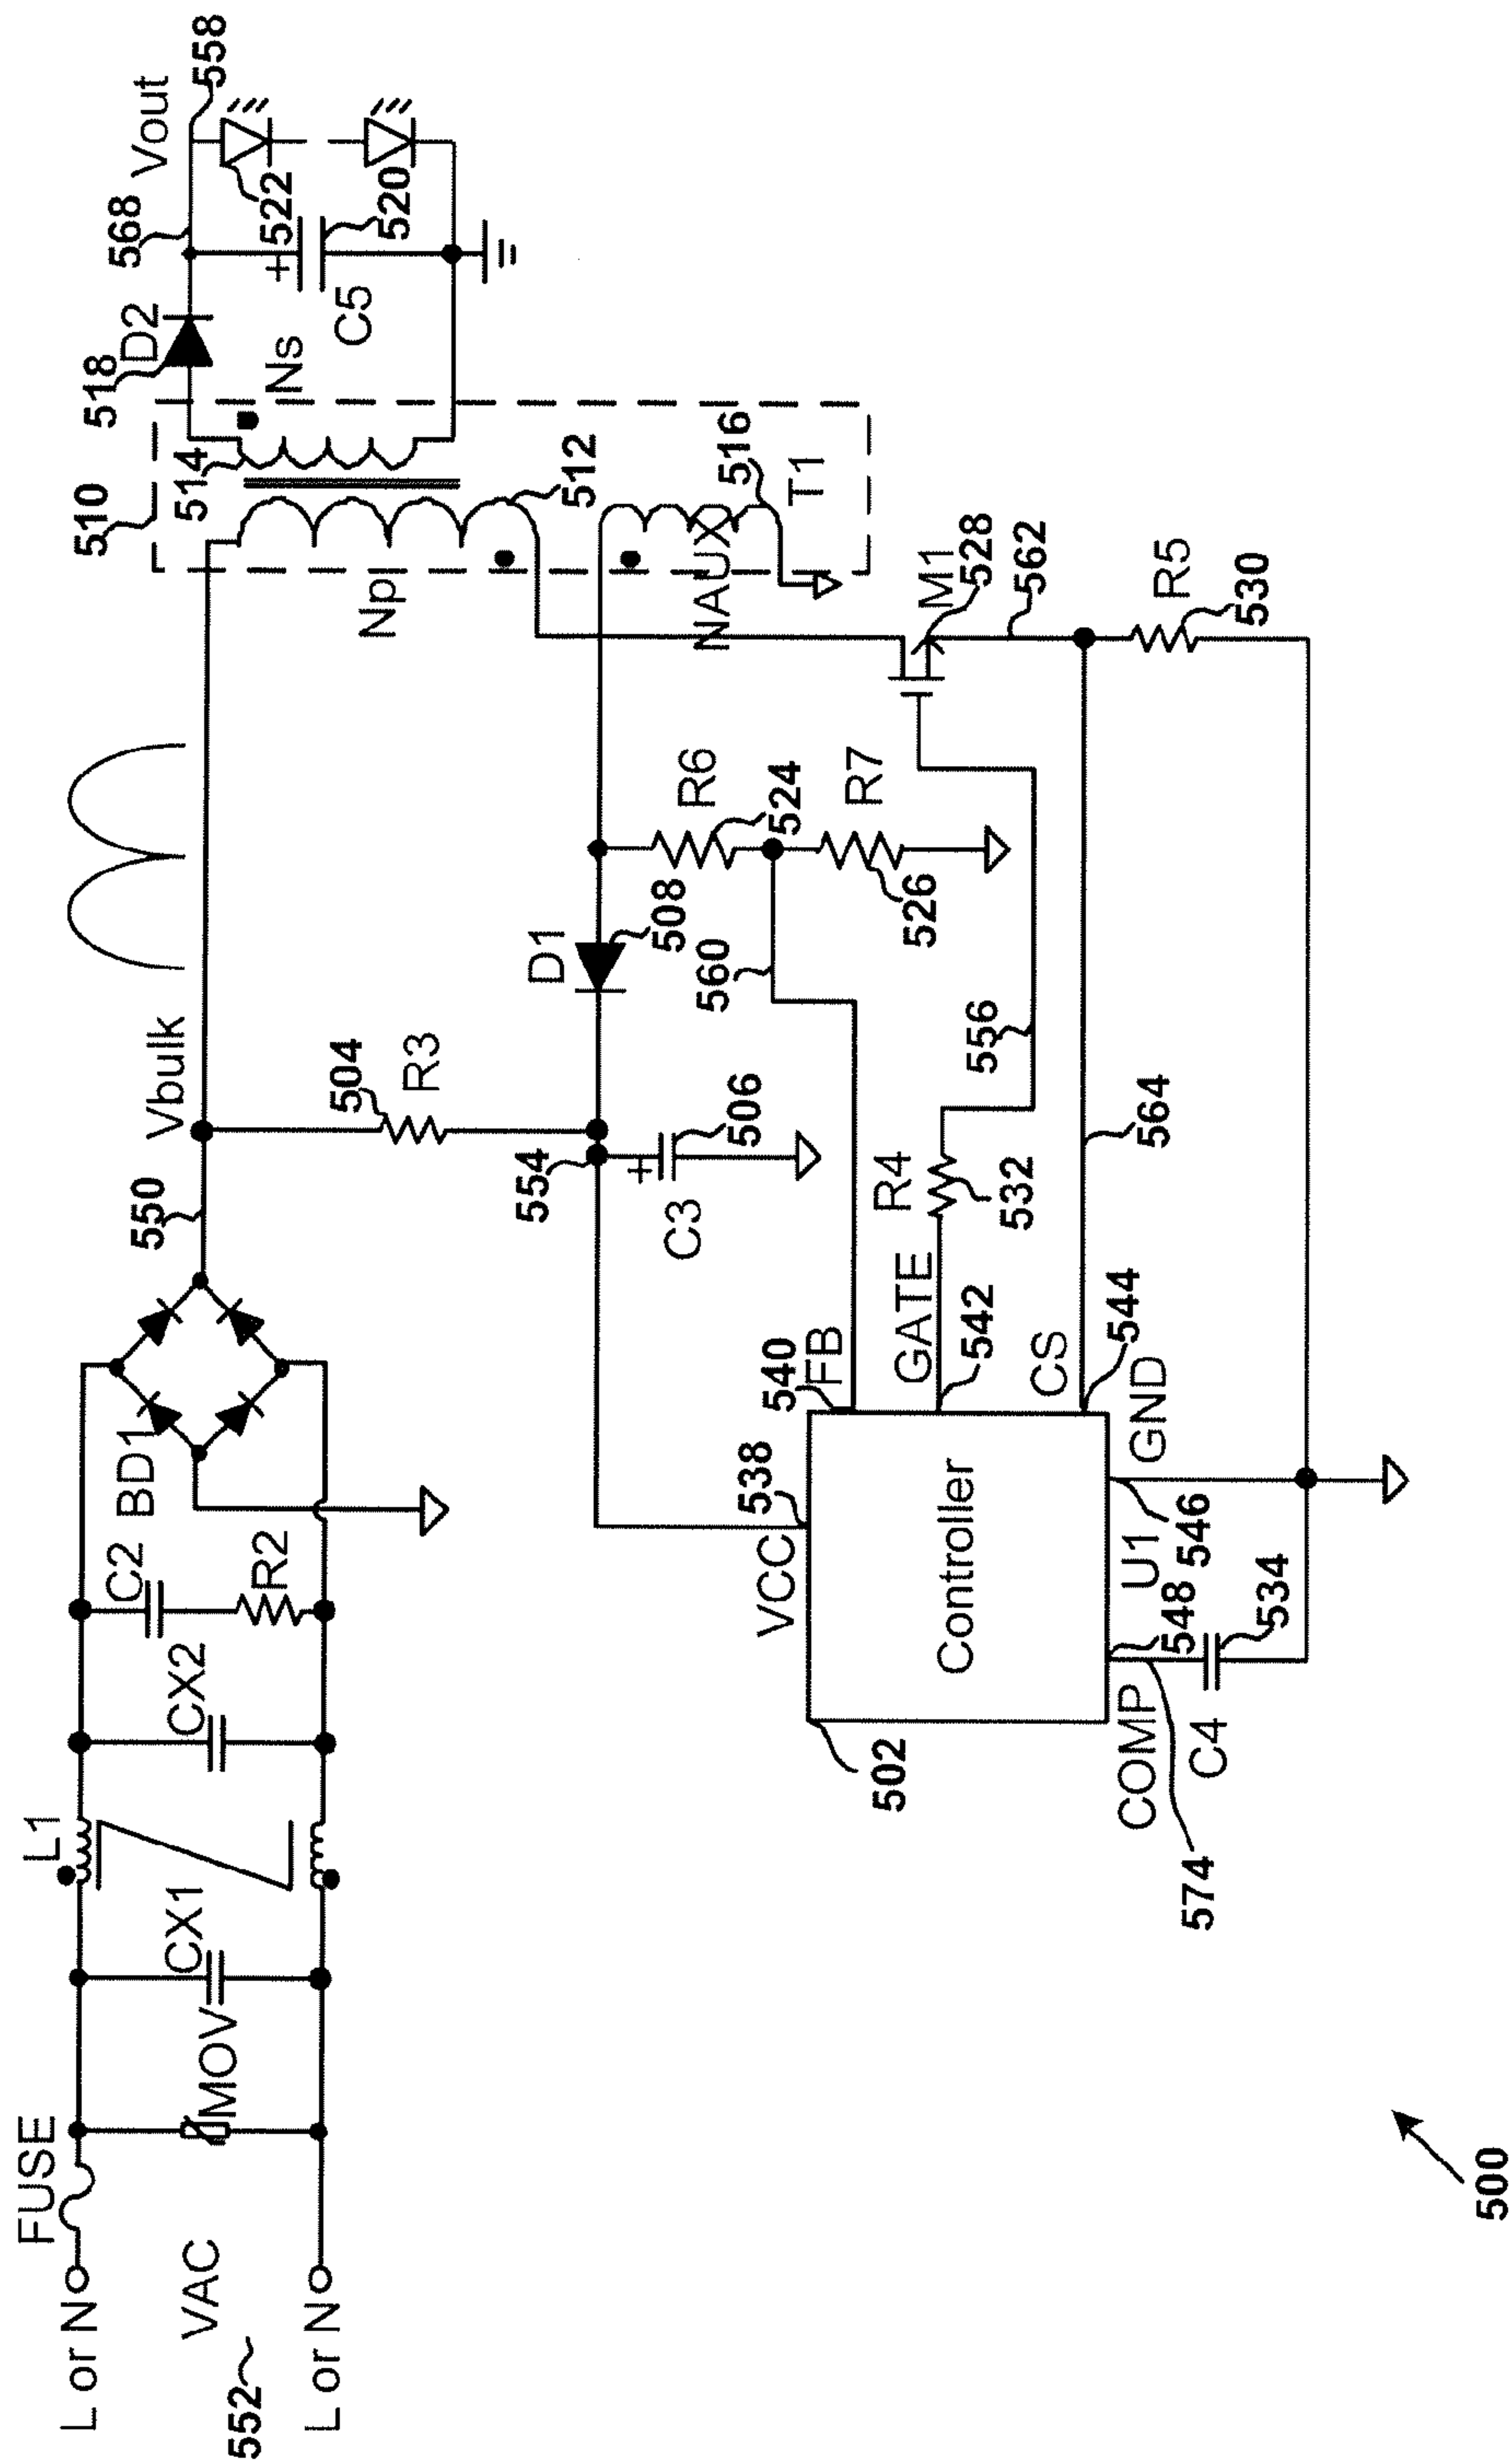 FUSE
L or N
VAC
552
L or N
MOV
CX1
L1
CX2
C2
R2
BD1
550
Vbulk
504
R3
554
C3
506
D1
508
R6
524
R7
526
560
510
514
512
Np
Ns
NAUX
516
T1
518
D2
568
Vout
558
522
520
C5
M1
528
562
R5
530
556
R4
532
564
VCC
538
540
FB
GATE
542
CS
544
GND
546
U1
Controller
502
COMP
548
574
C4
534
500